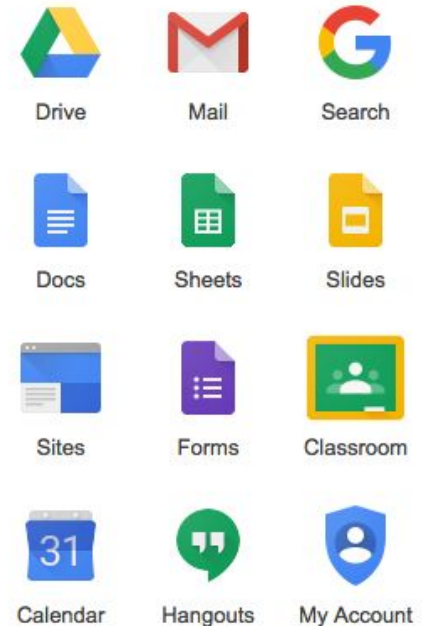 Drive Mail Search
Docs Sheets Slides
Sites Forms Classroom
31
Calendar Hangouts My Account